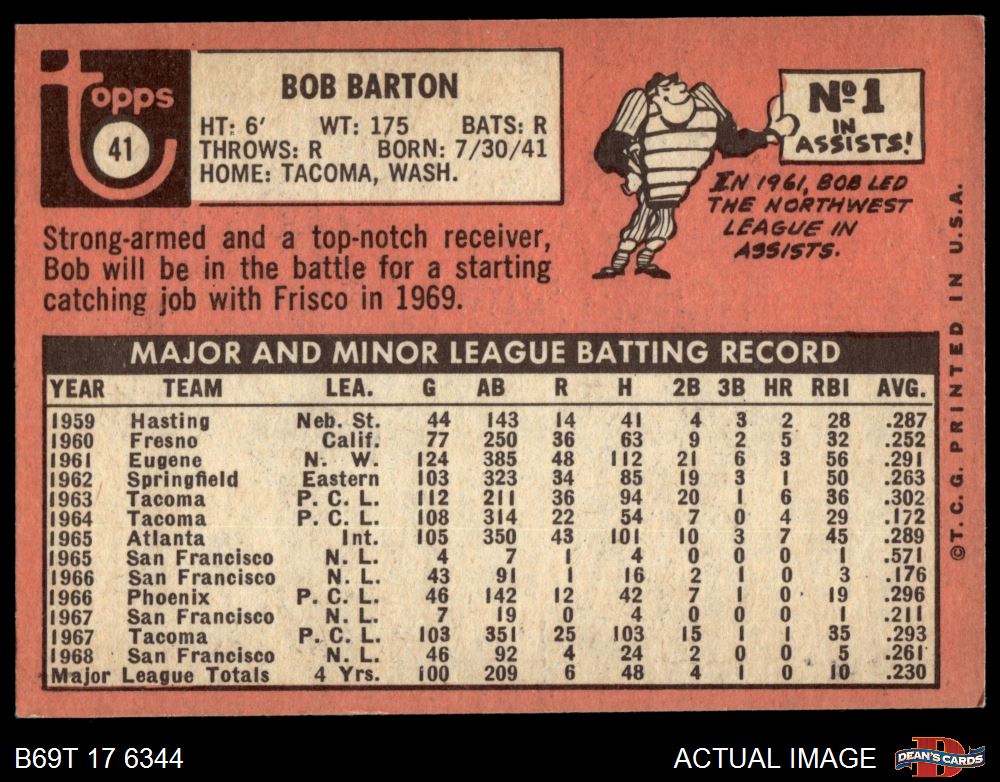 Topps
41
BOB BARTON
HT: 6' WT: 175 BATS: R
THROWS: R BORN: 7/30/41
HOME: TACOMA, WASH.
Nº1
IN
ASSISTS!
IN 1961, BOB LED
THE NORTHWEST
LEAGUE IN
ASSISTS.
Strong-armed and a top-notch receiver,
Bob will be in the battle for a starting
catching job with Frisco in 1969.
MAJOR AND MINOR LEAGUE BATTING RECORD
YEAR TEAM LEA. G AB R H 2B 3B HR RBI AVG.
1959 Hasting Neb. St. 44 143 14 41 4 3 2 28 .287
1960 Fresno Calif. 77 250 36 63 9 2 5 32 .252
1961 Eugene N. W. 124 385 48 112 21 6 3 56 .291
1962 Springfield Eastern 103 323 34 85 19 3 1 50 .263
1963 Tacoma P. C. L. 112 211 36 94 20 1 6 36 .302
1964 Tacoma P. C. L. 108 314 22 54 7 0 4 29 .172
1965 Atlanta Int. 105 350 43 101 10 3 7 45 .289
1965 San Francisco N. L. 4 7 1 4 0 0 0 1 .571
1966 San Francisco N. L. 43 91 1 16 2 1 0 3 .176
1966 Phoenix P. C. L. 46 142 12 42 7 1 0 19 .296
1967 San Francisco N. L. 7 19 0 4 0 0 0 1 .211
1967 Tacoma P. C. L. 103 351 25 103 15 1 1 35 .293
1968 San Francisco N. L. 46 92 4 24 2 0 0 5 .261
Major League Totals 4 Yrs. 100 209 6 48 4 1 0 10 .230
©T. C. G. PRINTED IN U.S.A.
B69T 17 6344
ACTUAL IMAGE
D
DEAN'S CARDS